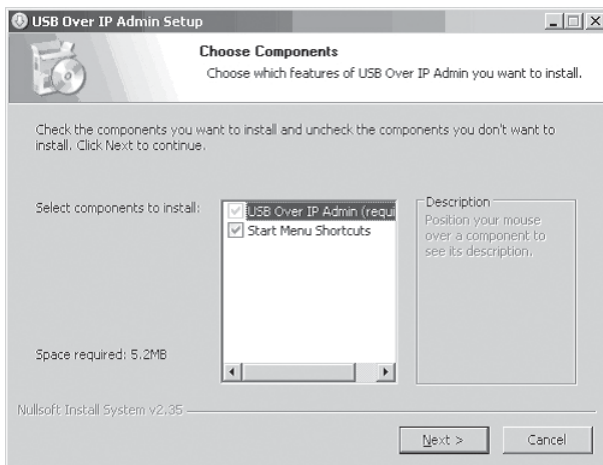 USB Over IP Admin Setup
Choose Components
Choose which features of USB Over IP Admin you want to install.
Check the components you want to install and uncheck the components you don't want to
install. Click Next to continue.
Select components to install:
USB Over IP Admin (requi
Start Menu Shortcuts
Description
Position your mouse
over a component to
see its description.
Space required: 5.2MB
Nullsoft Install System v2.35
Next >
Cancel